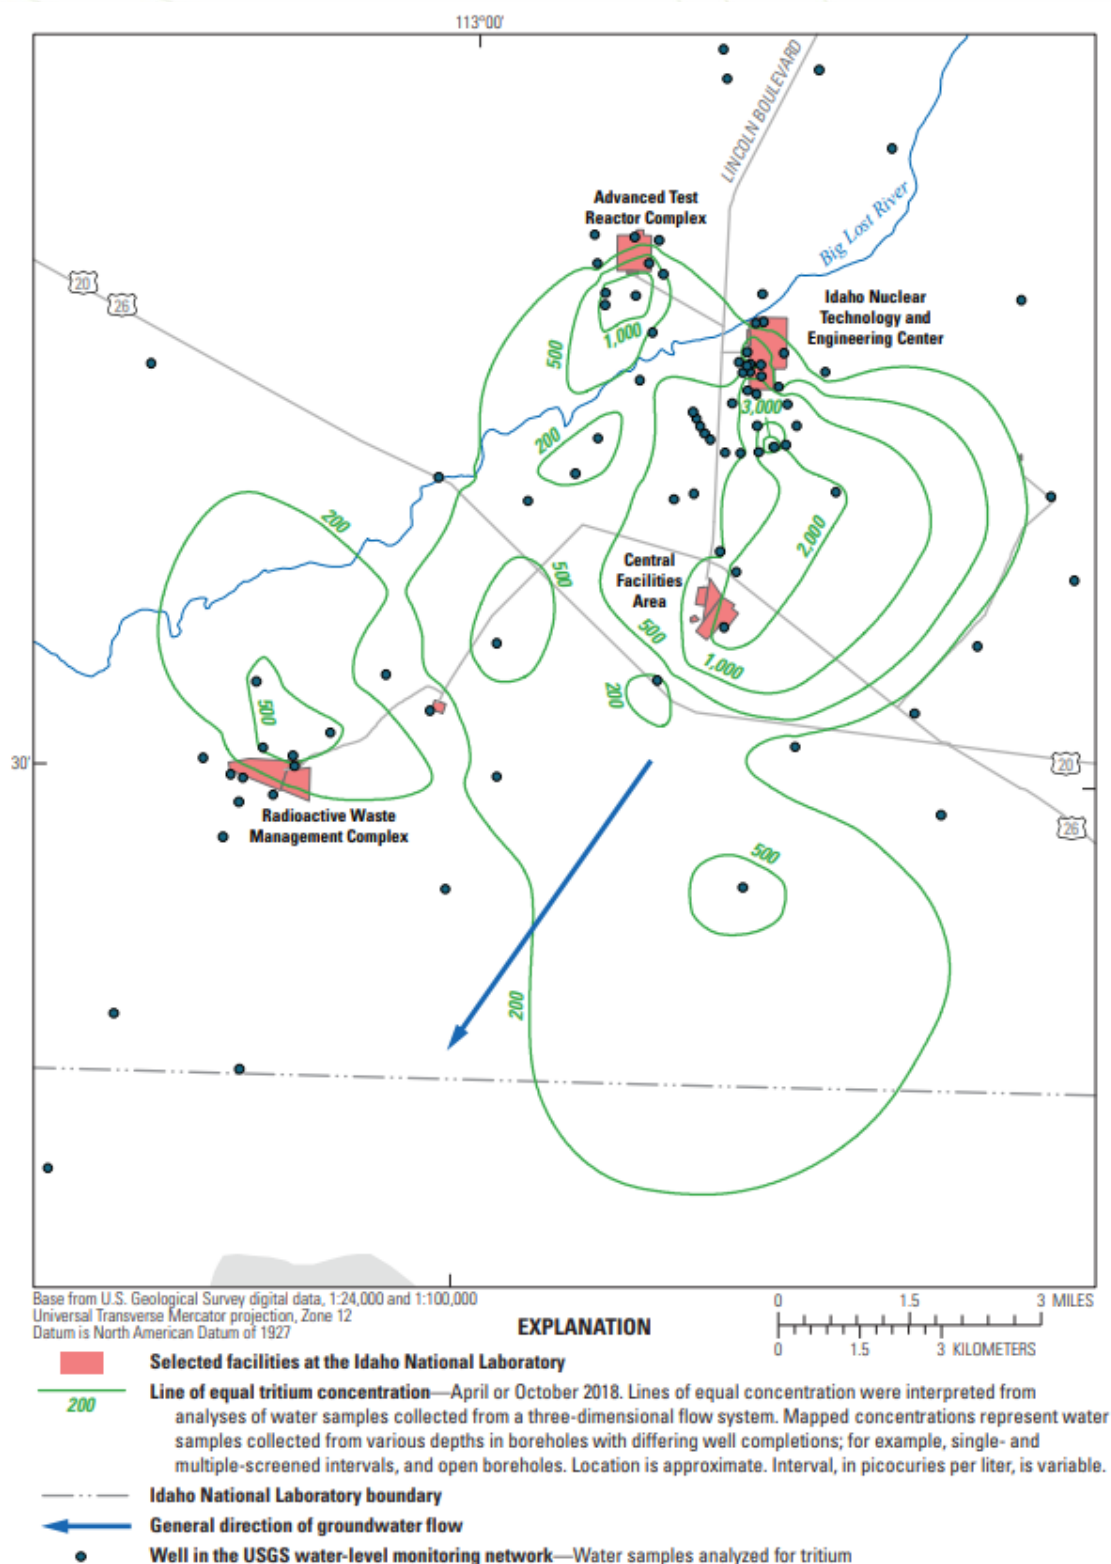 113°00'
LINCOLN BOULEVARD
Advanced Test
Reactor Complex
Big Lost River
20
26
Idaho Nuclear
Technology and
Engineering Center
1,000
500
3,000
200
200
2,000
Central
Facilities
Area
500
500
1,000
200
500
30'
20
Radioactive Waste
Management Complex
26
500
200
Base from U.S. Geological Survey digital data, 1:24,000 and 1:100,000
Universal Transverse Mercator projection, Zone 12
Datum is North American Datum of 1927
0 1.5 3 MILES
0 1.5 3 KILOMETERS
EXPLANATION
Selected facilities at the Idaho National Laboratory
200
Line of equal tritium concentration—April or October 2018. Lines of equal concentration were interpreted from
analyses of water samples collected from a three-dimensional flow system. Mapped concentrations represent water
samples collected from various depths in boreholes with differing well completions; for example, single- and
multiple-screened intervals, and open boreholes. Location is approximate. Interval, in picocuries per liter, is variable.
Idaho National Laboratory boundary
General direction of groundwater flow
Well in the USGS water-level monitoring network—Water samples analyzed for tritium